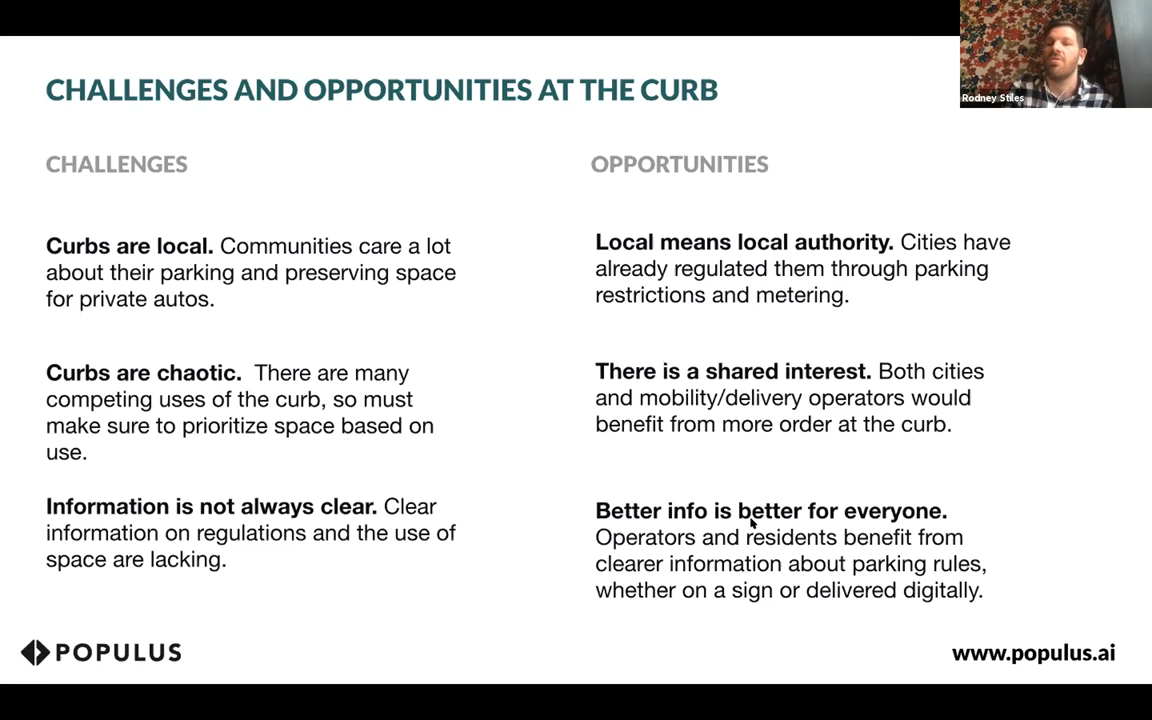 Rodney Stiles
CHALLENGES AND OPPORTUNITIES AT THE CURB
CHALLENGES
Curbs are local. Communities care a lot
about their parking and preserving space
for private autos.
Curbs are chaotic.  There are many
competing uses of the curb, so must
make sure to prioritize space based on
use.
Information is not always clear. Clear
information on regulations and the use of
space are lacking.
OPPORTUNITIES
Local means local authority. Cities have
already regulated them through parking
restrictions and metering.
There is a shared interest. Both cities
and mobility/delivery operators would
benefit from more order at the curb.
Better info is better for everyone.
Operators and residents benefit from
clearer information about parking rules,
whether on a sign or delivered digitally.
POPULUS
www.populus.ai